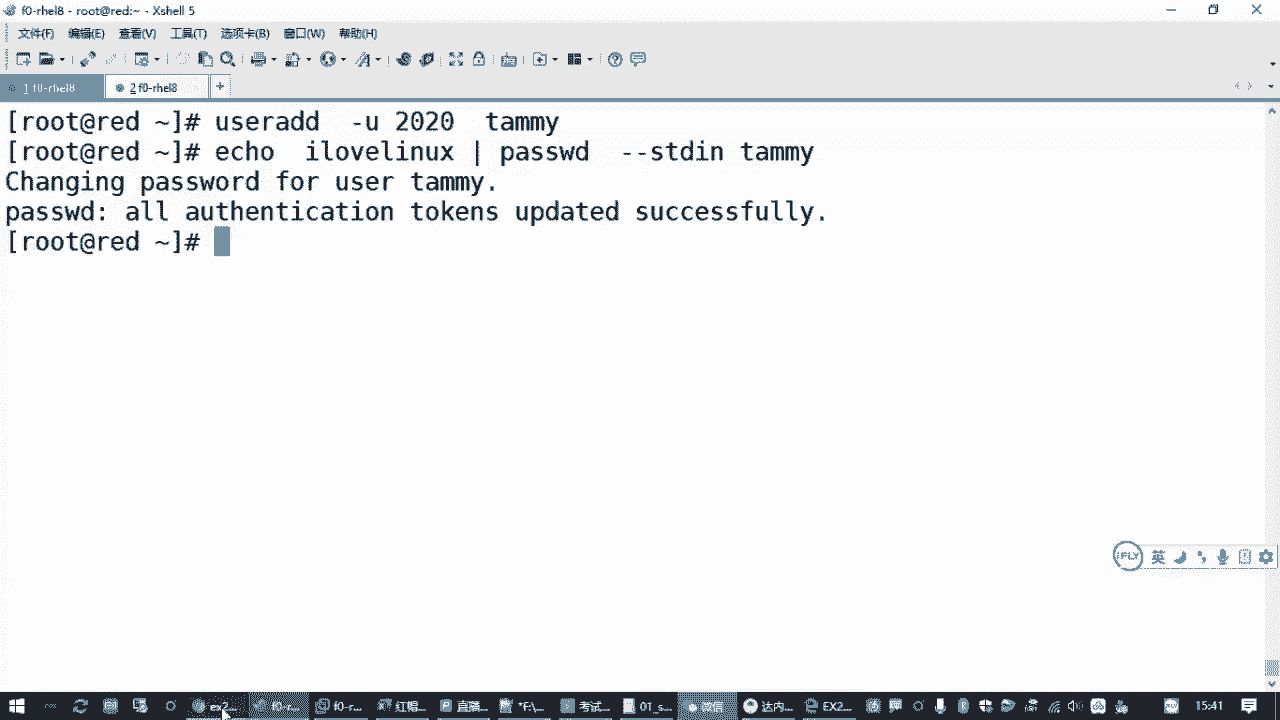 f0-rhel8 - root@red:~ - Xshell 5
文件(F) 编辑(E) 查看(V) 工具(T) 选项卡(B) 窗口(W) 帮助(H)
1 f0-rhel8 2 f0-rhel8 +
[root@red ~]# useradd  -u 2020  tammy
[root@red ~]# echo  ilovelinux | passwd  --stdin tammy
Changing password for user tammy.
passwd: all authentication tokens updated successfully.
[root@red ~]#
iFLY 英
ex2... f0-r... f0-r... 红帽... 直播... *F:\... 考试... 01_s... 微信 达内... EX2... 15:41